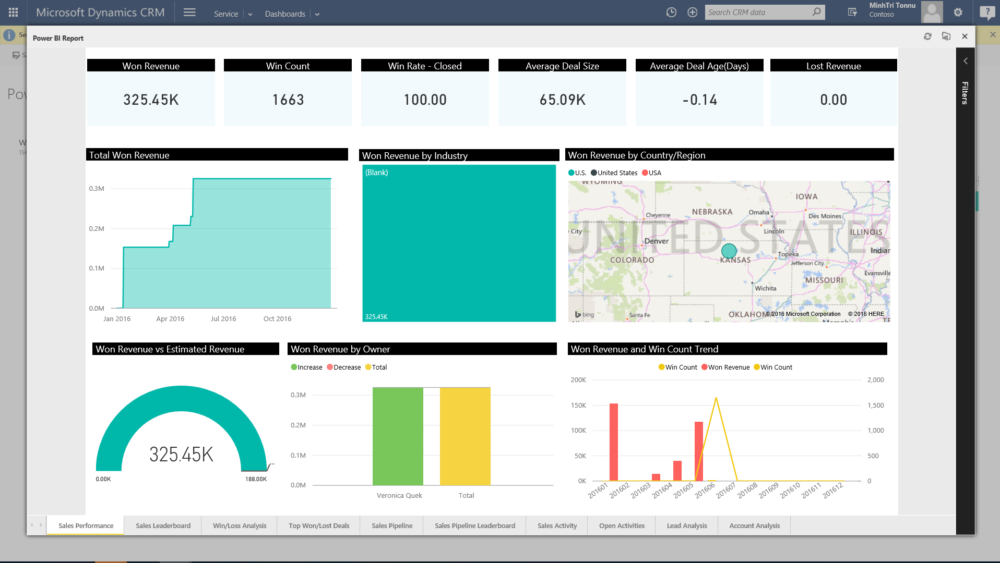 Microsoft Dynamics CRM
Service
Dashboards
Search CRM data
MinhTri Tonnu
Contoso
?
Se
Power BI Report
SA
Pow
W
TH
Won Revenue
325.45K
Win Count
1663
Win Rate - Closed
100.00
Average Deal Size
65.09K
Average Deal Age(Days)
-0.14
Lost Revenue
0.00
Filters
Total Won Revenue
0.3M
0.2M
0.1M
0.0M
Jan 2016 Apr 2016 Jul 2016 Oct 2016
Won Revenue by Industry
(Blank)
325.45K
Won Revenue by Country/Region
U.S. United States USA
WYOMING
IOWA
Cheyenne
NEBRASKA
Omaha
Des Moines
City
Lincoln
ILLINOIS
UNITED STATES
Denver
Indian
COLORADO
KANSAS
Topeka
Jefferson City
Evansville
MISSOURI
Wichita
bing
Santa Fe
OKLAHOMA
© 2016 Microsoft Corporation © 2016 HERE
Memphis
TE
Won Revenue vs Estimated Revenue
325.45K
...
0.00K
188.00K
Won Revenue by Owner
Increase Decrease Total
0.3M
0.2M
0.1M
0.0M
Veronica Quek Total
Won Revenue and Win Count Trend
Win Count Won Revenue Win Count
200K 2,000
150K 1,500
100K 1,000
50K 500
0K 0
201601 201602 201603 201604 201605 201606 201607 201608 201609 201610 201611 201612
Sales Performance Sales Leaderboard Win/Loss Analysis Top Won/Lost Deals Sales Pipeline Sales Pipeline Leaderboard Sales Activity Open Activities Lead Analysis Account Analysis